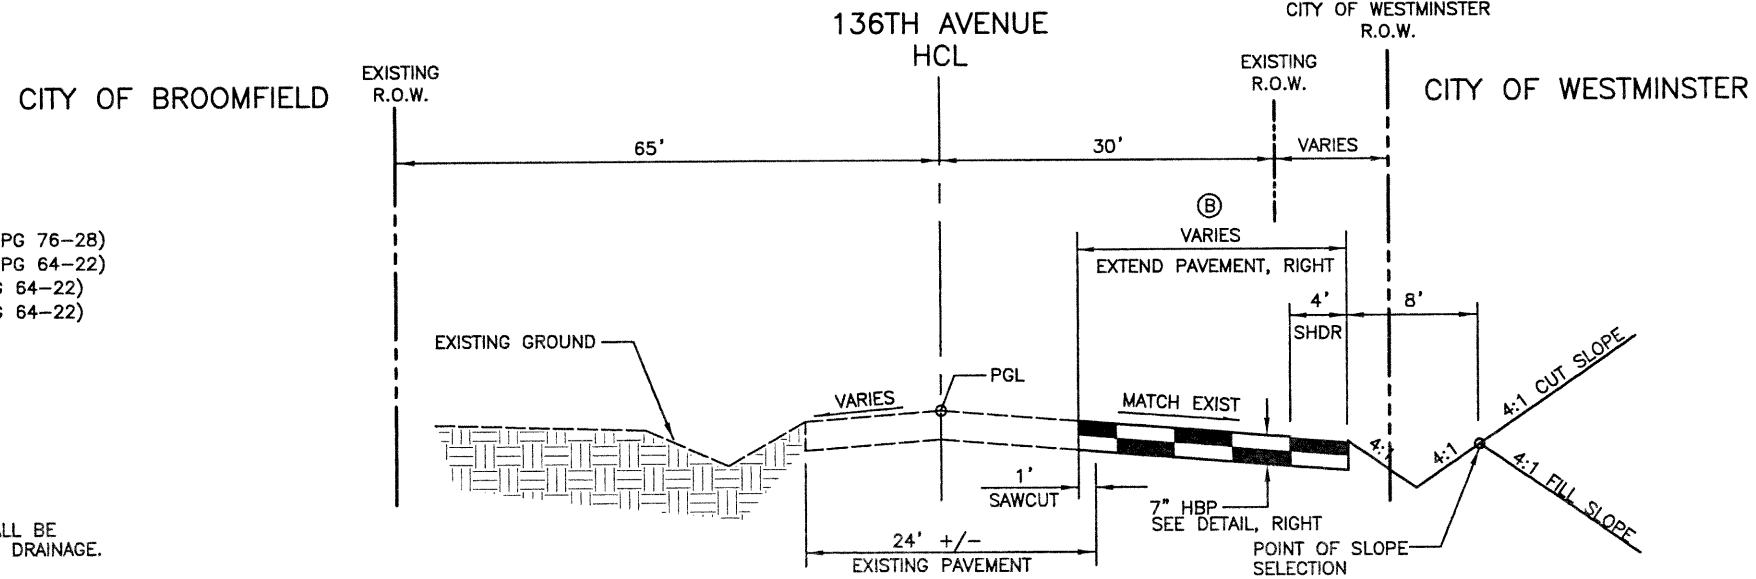 136TH AVENUE
HCL
CITY OF WESTMINSTER
R.O.W.
EXISTING
R.O.W.
EXISTING
R.O.W.
CITY OF BROOMFIELD
CITY OF WESTMINSTER
65'
30'
VARIES
Ⓑ
VARIES
EXTEND PAVEMENT, RIGHT
PG 76-28)
PG 64-22)
G 64-22)
G 64-22)
4'
SHDR
8'
EXISTING GROUND
PGL
VARIES
MATCH EXIST
4:1
4:1
4:1 CUT SLOPE
4:1 FILL SLOPE
1'
SAWCUT
7" HBP
SEE DETAIL, RIGHT
24' +/-
EXISTING PAVEMENT
POINT OF SLOPE
SELECTION
ALL BE
DRAINAGE.